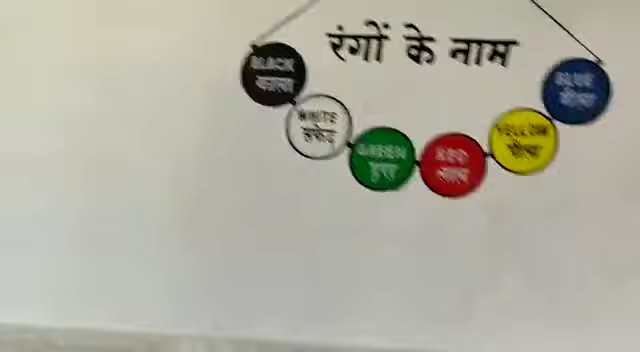 रंगों के नाम
BLACK
काला
WHITE
सफेद
GREEN
हरा
RED
लाल
YELLOW
पीला
BLUE
नीला